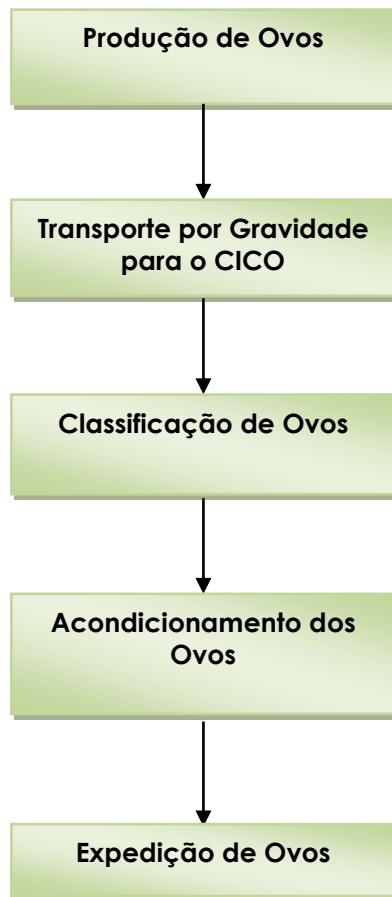 Produção de Ovos
Transporte por Gravidade
para o CICO
Classificação de Ovos
Acondicionamento dos
Ovos
Expedição de Ovos